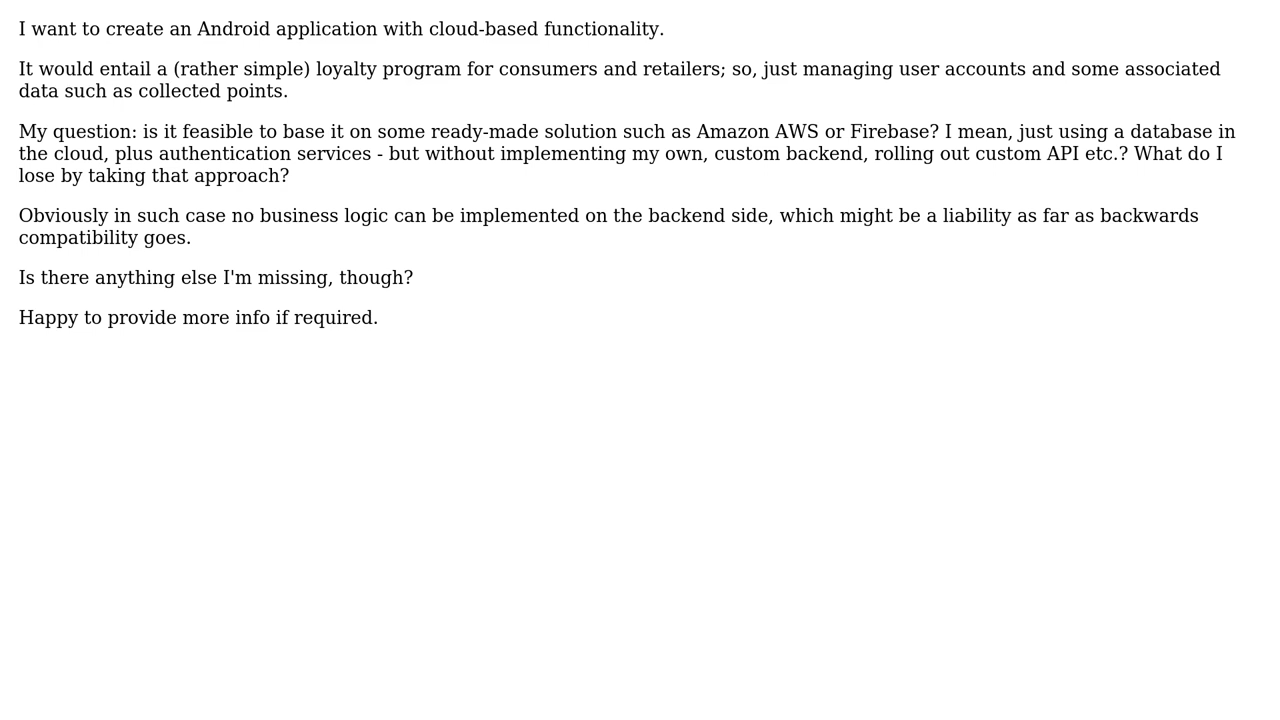 I want to create an Android application with cloud-based functionality.
It would entail a (rather simple) loyalty program for consumers and retailers; so, just managing user accounts and some associated
data such as collected points.
My question: is it feasible to base it on some ready-made solution such as Amazon AWS or Firebase? I mean, just using a database in
the cloud, plus authentication services - but without implementing my own, custom backend, rolling out custom API etc.? What do I
lose by taking that approach?
Obviously in such case no business logic can be implemented on the backend side, which might be a liability as far as backwards
compatibility goes.
Is there anything else I'm missing, though?
Happy to provide more info if required.